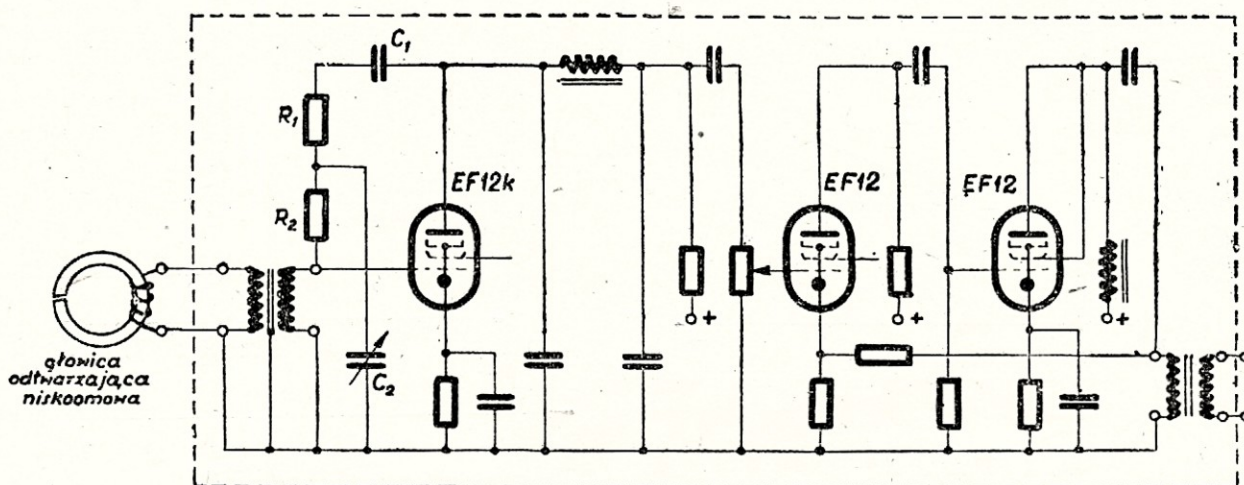 C₁
R₁
EF12k
EF12
EF12
R₂
+
+
+
C₂
głowica
odtwarzająca
niskoomowa